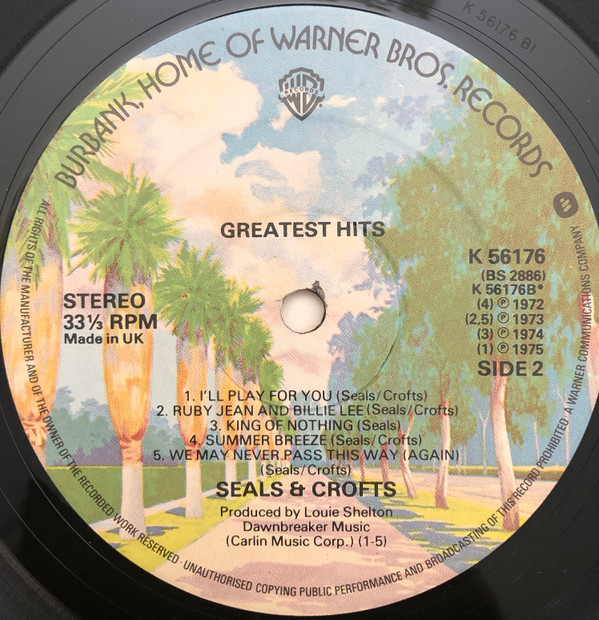 K 56176 B1
BURBANK, HOME OF WARNER BROS. RECORDS
WB
RECORDS
GREATEST HITS
STEREO
33⅓ RPM
Made in UK
K 56176
(BS 2886)
K 56176B*
(4) ℗ 1972
(2,5) ℗ 1973
(3) ℗ 1974
(1) ℗ 1975
SIDE 2
1. I'LL PLAY FOR YOU (Seals/Crofts)
2. RUBY JEAN AND BILLIE LEE (Seals/Crofts)
3. KING OF NOTHING (Seals)
4. SUMMER BREEZE (Seals/Crofts)
5. WE MAY NEVER PASS THIS WAY (AGAIN)
(Seals/Crofts)
SEALS & CROFTS
Produced by Louie Shelton
Dawnbreaker Music
(Carlin Music Corp.) (1-5)
ALL RIGHTS OF THE MANUFACTURER AND OF THE OWNER OF THE RECORDED WORK RESERVED · UNAUTHORISED COPYING PUBLIC PERFORMANCE AND BROADCASTING OF THIS RECORD PROHIBITED · A WARNER COMMUNICATIONS COMPANY